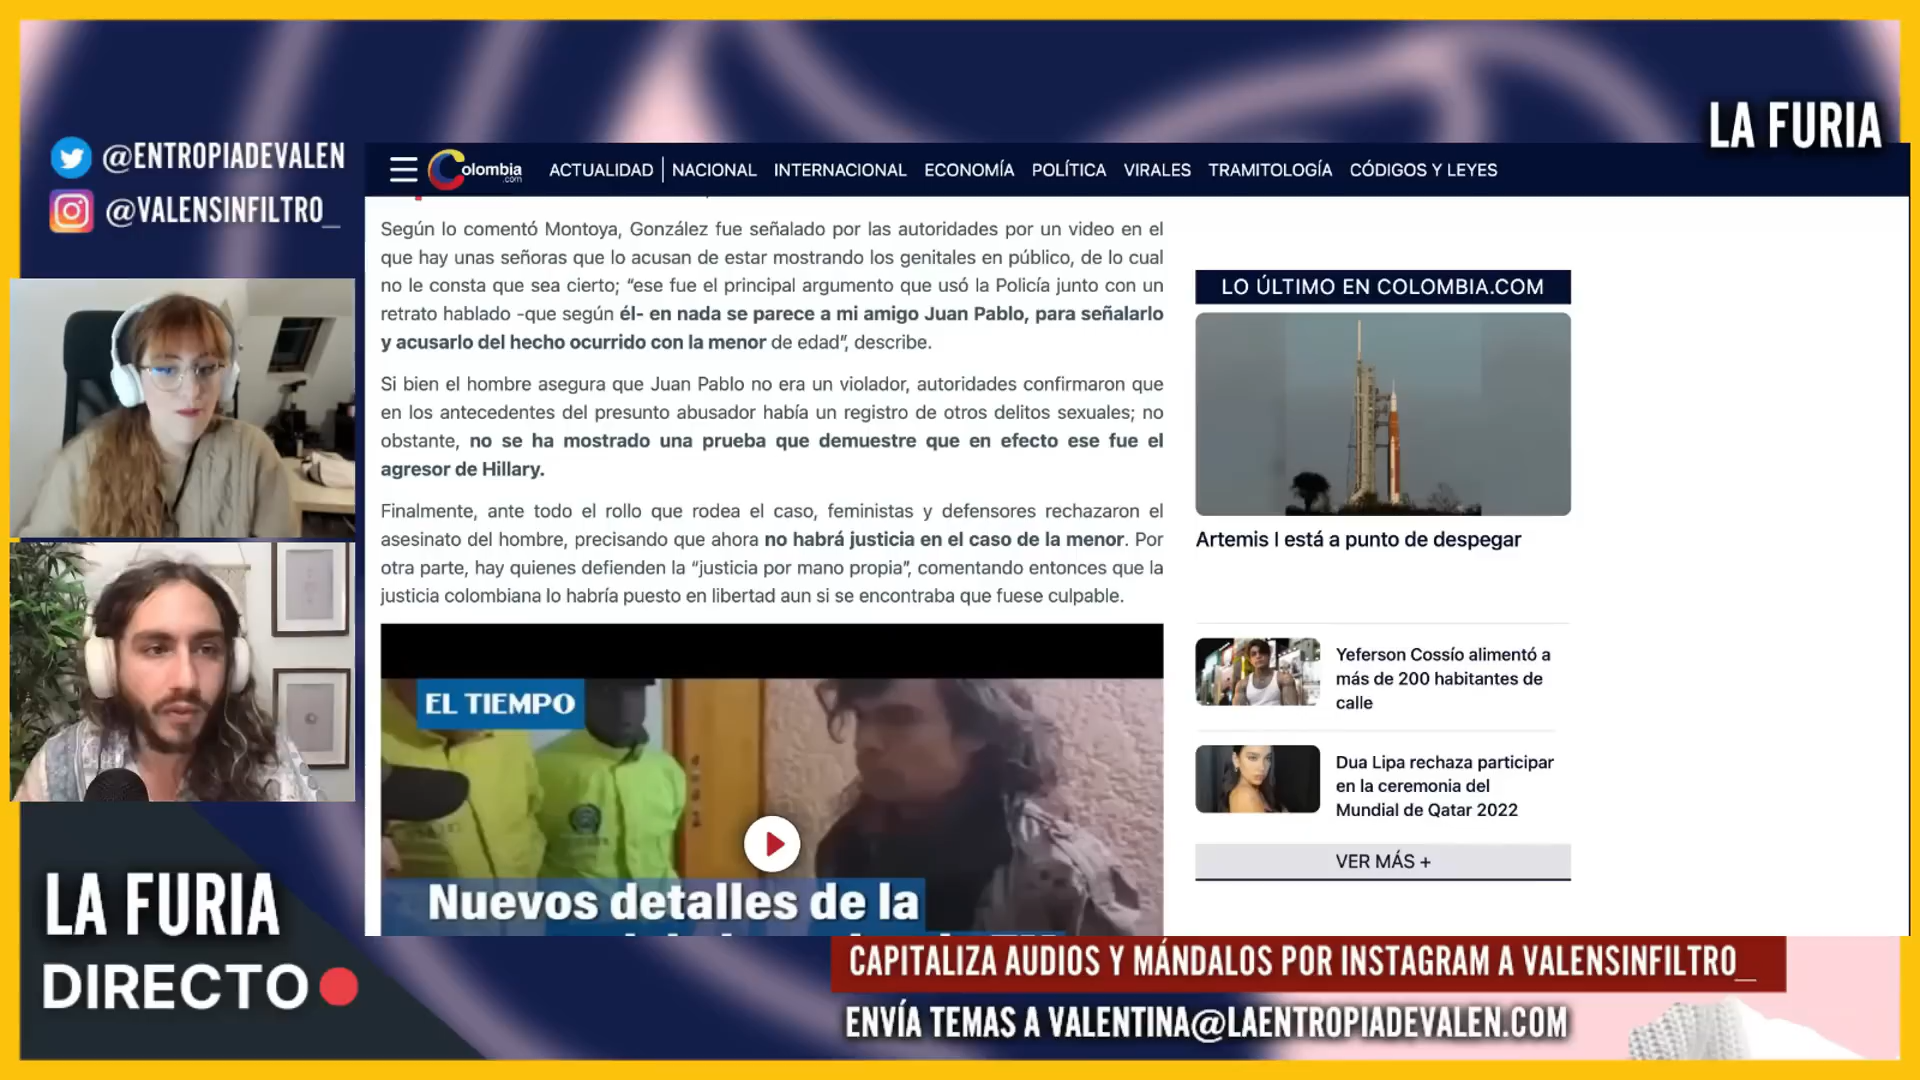 LA FURIA
@ENTROPIADEVALEN
@VALENSINFILTRO_
Colombia
.com
ACTUALIDAD
NACIONAL
INTERNACIONAL
ECONOMÍA
POLÍTICA
VIRALES
TRAMITOLOGÍA
CÓDIGOS Y LEYES
Según lo comentó Montoya, González fue señalado por las autoridades por un video en el
que hay unas señoras que lo acusan de estar mostrando los genitales en público, de lo cual
no le consta que sea cierto; “ese fue el principal argumento que usó la Policía junto con un
retrato hablado -que según él- en nada se parece a mi amigo Juan Pablo, para señalarlo
y acusarlo del hecho ocurrido con la menor de edad”, describe.
Si bien el hombre asegura que Juan Pablo no era un violador, autoridades confirmaron que
en los antecedentes del presunto abusador había un registro de otros delitos sexuales; no
obstante, no se ha mostrado una prueba que demuestre que en efecto ese fue el
agresor de Hillary.
Finalmente, ante todo el rollo que rodea el caso, feministas y defensores rechazaron el
asesinato del hombre, precisando que ahora no habrá justicia en el caso de la menor. Por
otra parte, hay quienes defienden la “justicia por mano propia”, comentando entonces que la
justicia colombiana lo habría puesto en libertad aun si se encontraba que fuese culpable.
EL TIEMPO
Nuevos detalles de la
LO ÚLTIMO EN COLOMBIA.COM
Artemis I está a punto de despegar
Yeferson Cossío alimentó a
más de 200 habitantes de
calle
Dua Lipa rechaza participar
en la ceremonia del
Mundial de Qatar 2022
VER MÁS +
LA FURIA
DIRECTO
CAPITALIZA AUDIOS Y MÁNDALOS POR INSTAGRAM A VALENSINFILTRO_
ENVÍA TEMAS A VALENTINA@LAENTROPIADEVALEN.COM